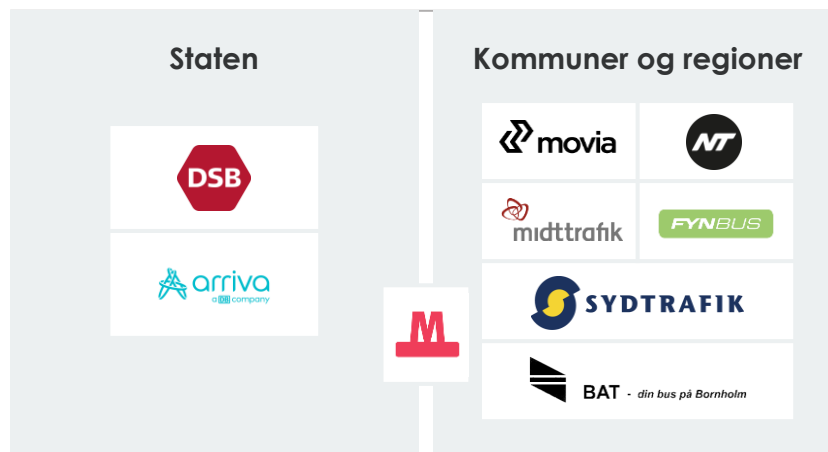 Staten
DSB
arriva
a DB company
M
Kommuner og regioner
movia
NT
midttrafik
FYNBUS
SYDTRAFIK
BAT - din bus på Bornholm